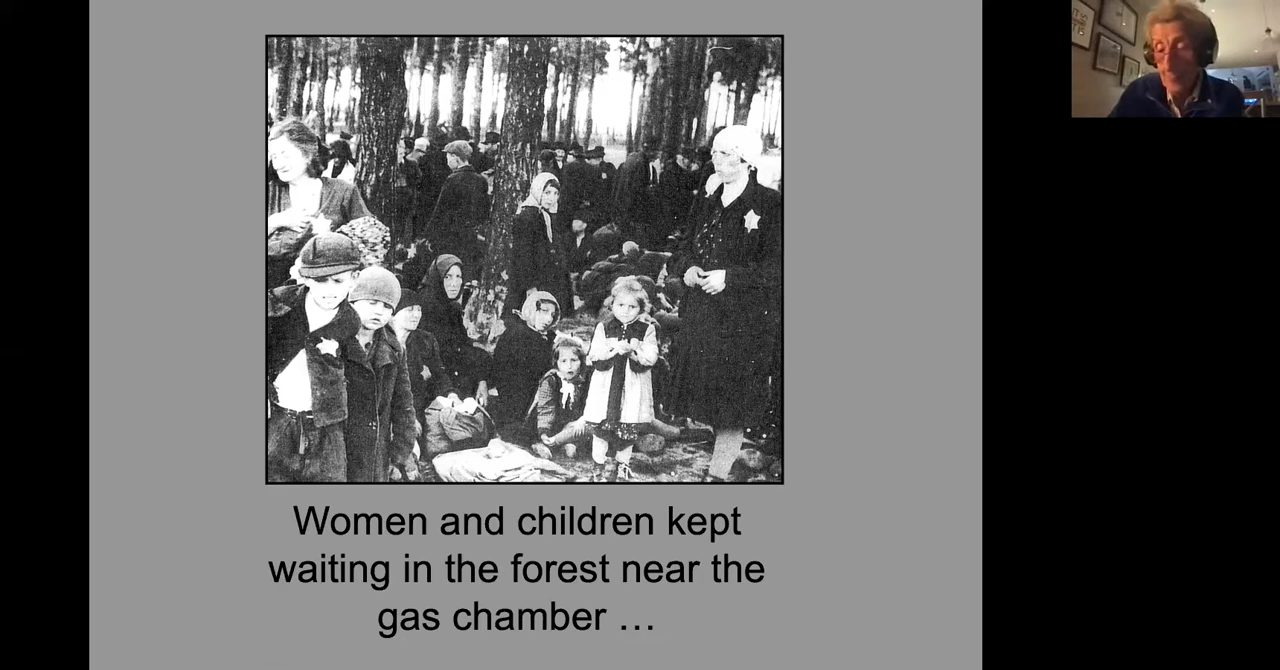 Women and children kept
waiting in the forest near the
gas chamber …